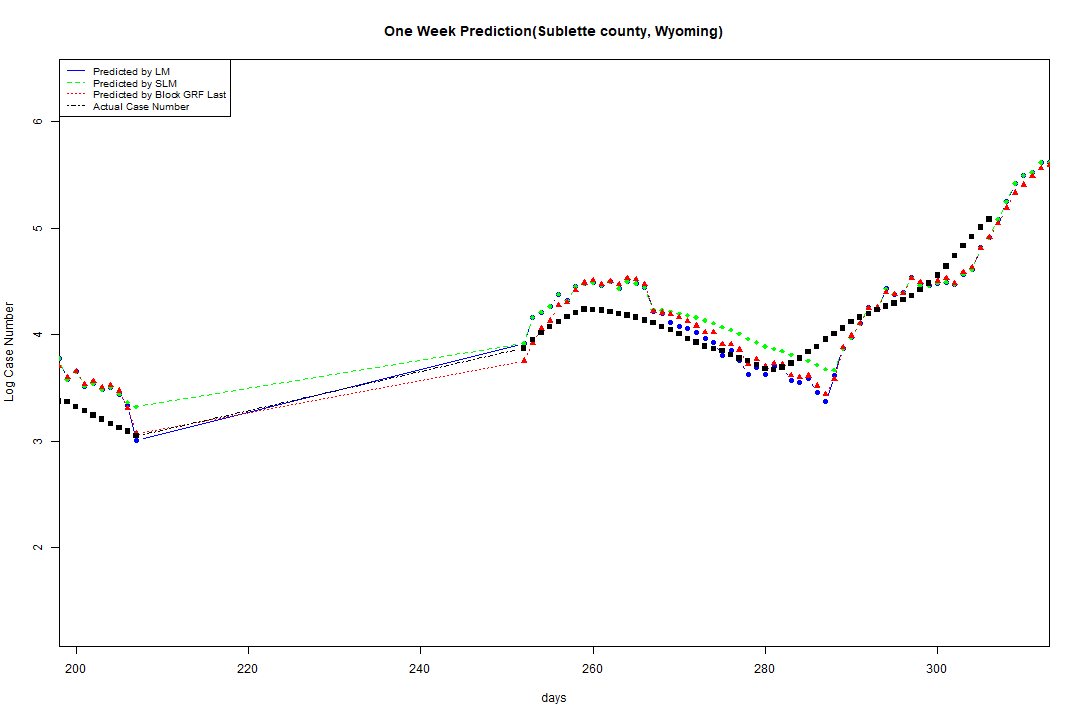 One Week Prediction(Sublette county, Wyoming)
Predicted by LM
Predicted by SLM
Predicted by Block GRF Last
Actual Case Number
6
5
4
3
2
Log Case Number
200 220 240 260 280 300
days